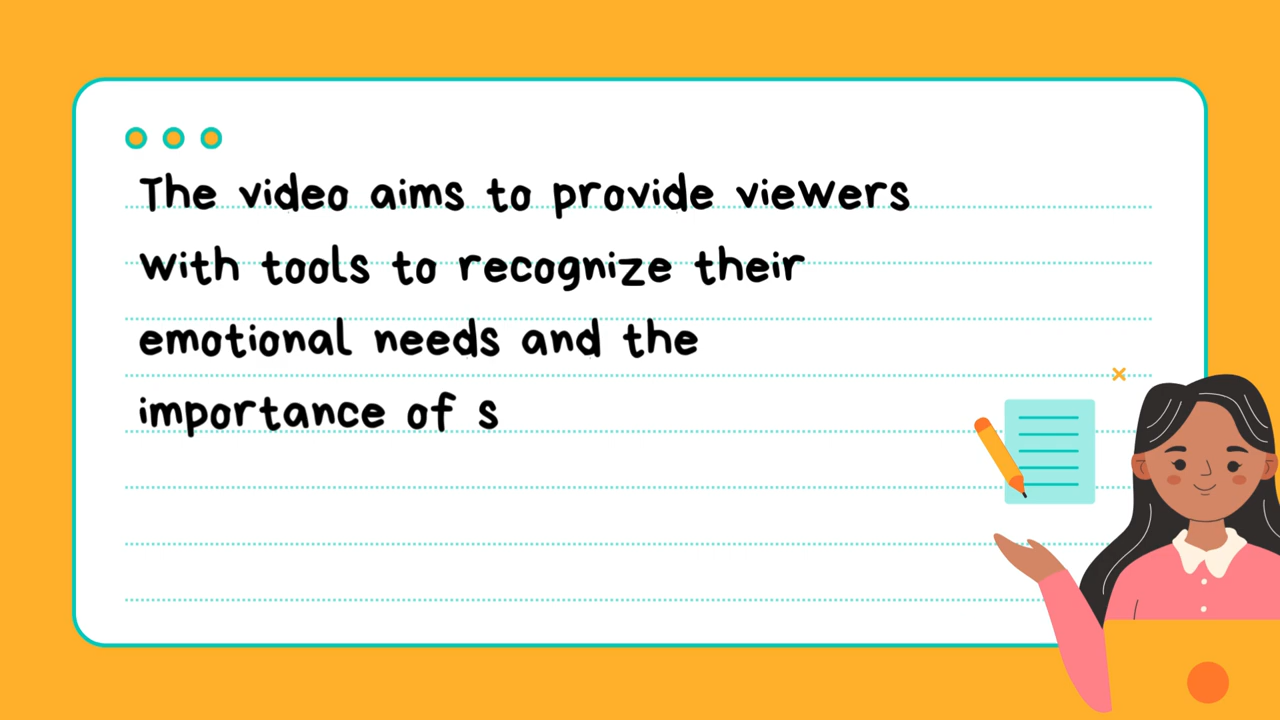 The video aims to provide viewers
with tools to recognize their
emotional needs and the
importance of s